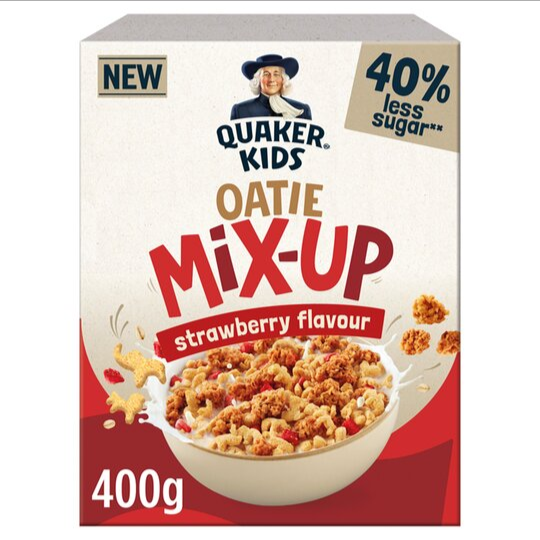 NEW
40%
less
sugar**
QUAKER®
KIDS
OATIE
MiX-UP
strawberry flavour
400g